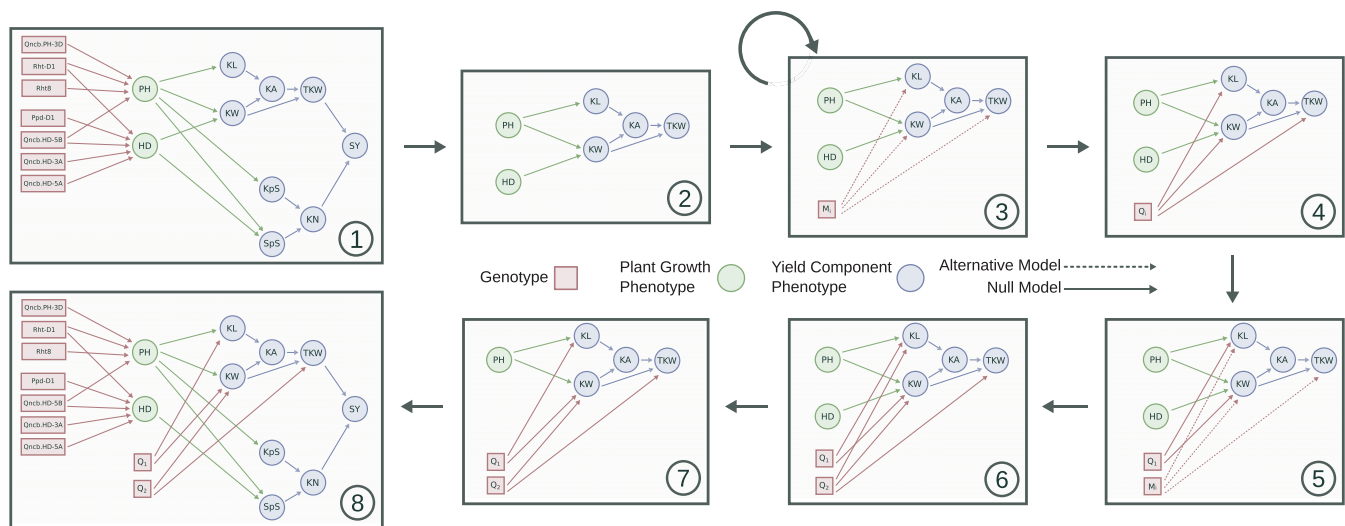 Qncb.PH-3D
Rht-D1
Rht8
Ppd-D1
Qncb.HD-5B
Qncb.HD-3A
Qncb.HD-5A
PH
HD
KL
KW
KA
TKW
SY
KpS
KN
SpS
1
PH
HD
KL
KW
KA
TKW
2
PH
HD
KL
KW
KA
TKW
Mi
3
PH
HD
KL
KW
KA
TKW
Qi
4
Genotype
Plant Growth
Phenotype
Yield Component
Phenotype
Alternative Model
Null Model
Qncb.PH-3D
Rht-D1
Rht8
Ppd-D1
Qncb.HD-5B
Qncb.HD-3A
Qncb.HD-5A
PH
HD
Q1
Q2
KL
KW
KA
TKW
SY
KpS
KN
SpS
8
PH
KL
KW
KA
TKW
Q1
Q2
7
PH
HD
KL
KW
KA
TKW
Q1
Q2
6
PH
HD
KL
KW
KA
TKW
Q1
Mi
5